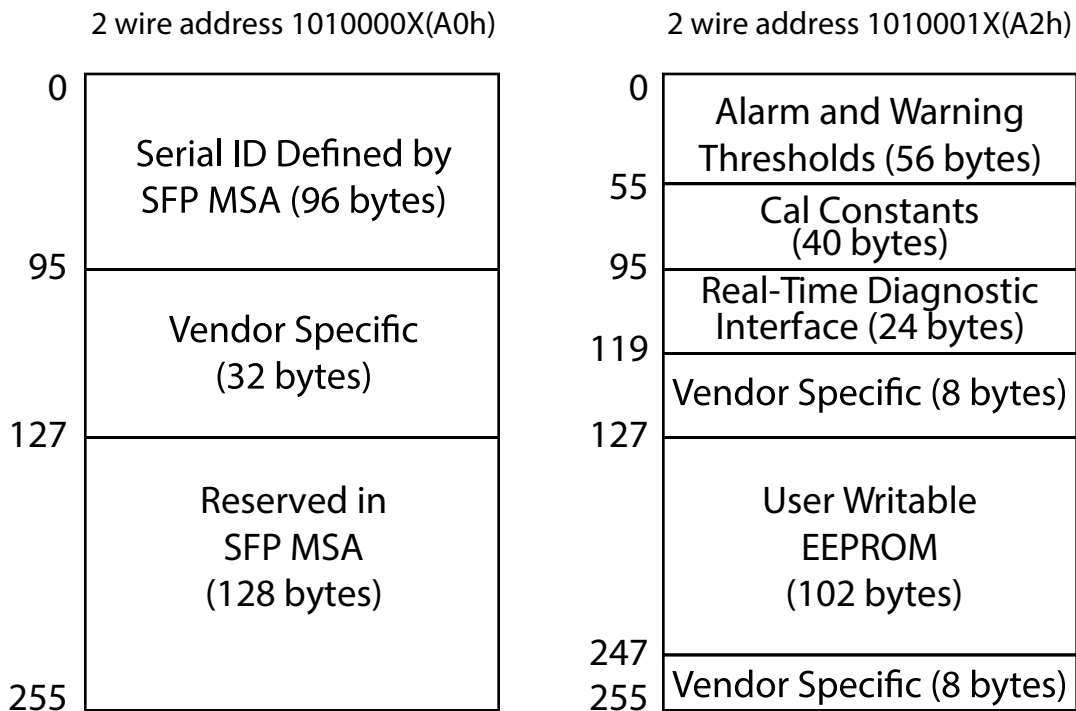 2 wire address 1010000X(A0h)
0
Serial ID Defined by
SFP MSA (96 bytes)
95
Vendor Specific
(32 bytes)
127
Reserved in
SFP MSA
(128 bytes)
255
2 wire address 1010001X(A2h)
0
Alarm and Warning
Thresholds (56 bytes)
55
Cal Constants
(40 bytes)
95
Real-Time Diagnostic
Interface (24 bytes)
119
Vendor Specific (8 bytes)
127
User Writable
EEPROM
(102 bytes)
247
Vendor Specific (8 bytes)
255